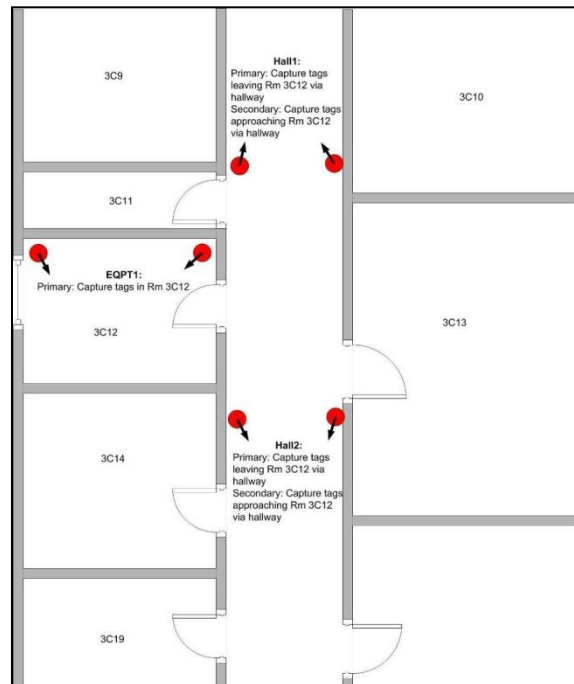 3C9
Hall1:
Primary: Capture tags
leaving Rm 3C12 via
hallway
Secondary: Capture tags
approaching Rm 3C12
via hallway
3C10
3C11
EQPT1:
Primary: Capture tags in Rm 3C12
3C12
3C13
3C14
Hall2:
Primary: Capture tags
leaving Rm 3C12 via
hallway
Secondary: Capture tags
approaching Rm 3C12
via hallway
3C19